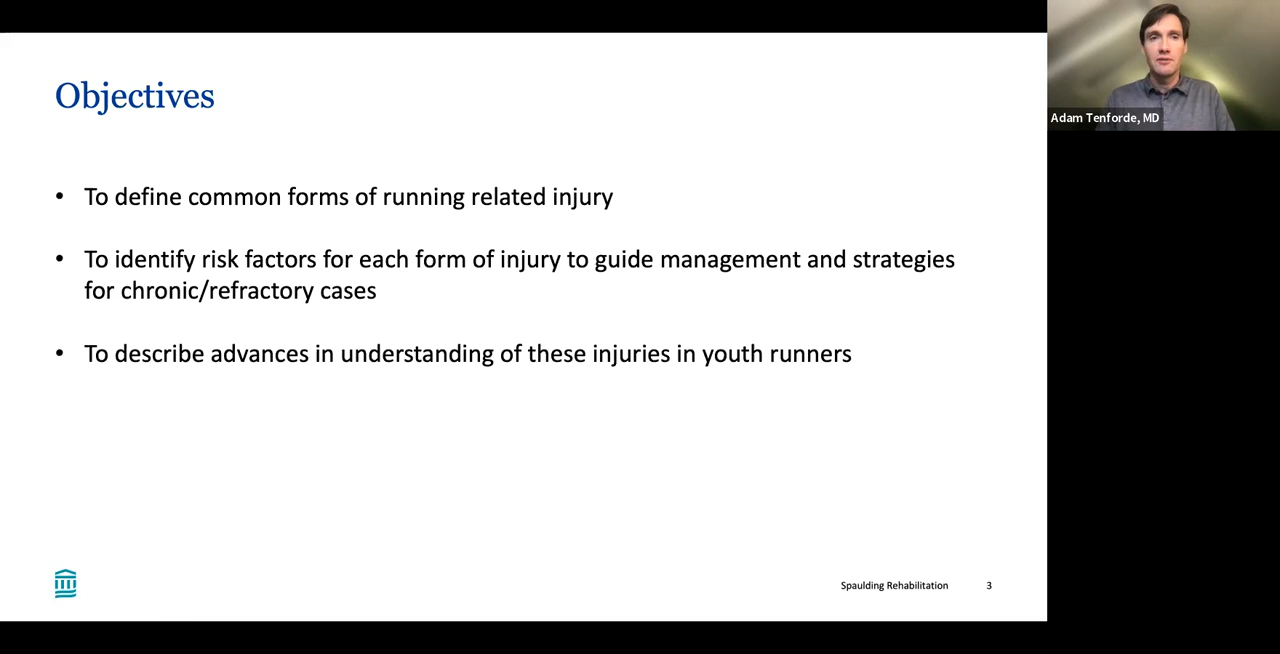 Objectives
• To define common forms of running related injury
• To identify risk factors for each form of injury to guide management and strategies
for chronic/refractory cases
• To describe advances in understanding of these injuries in youth runners
Spaulding Rehabilitation 3
Adam Tenforde, MD